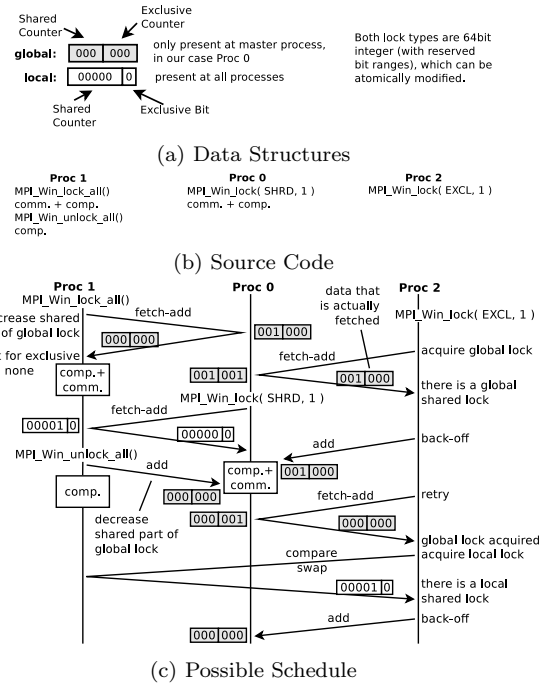 Shared
Counter
Exclusive
Counter
global: 000 000
only present at master process,
in our case Proc 0
Both lock types are 64bit
integer (with reserved
bit ranges), which can be
atomically modified.
local: 00000 0
present at all processes
Shared
Counter
Exclusive Bit
(a) Data Structures
Proc 1
MPI_Win_lock_all()
comm. + comp.
MPI_Win_unlock_all()
comp.
Proc 0
MPI_Win_lock( SHRD, 1 )
comm. + comp.
Proc 2
MPI_Win_lock( EXCL, 1 )
(b) Source Code
Proc 1
Proc 0
Proc 2
MPI_Win_lock_all()
data that
is actually
fetched
MPI_Win_lock( EXCL, 1 )
crease shared
of global lock
fetch-add
001 000
000 000
t for exclusive
none
fetch-add
acquire global lock
comp.+
comm.
001 001
001 000
there is a global
shared lock
fetch-add
MPI_Win_lock( SHRD, 1 )
00001 0
00000 0
add
back-off
MPI_Win_unlock_all()
add
comp.+
comm.
001 000
comp.
000 000
fetch-add
retry
decrease
shared part of
global lock
000 001
000 000
global lock acquired
compare
swap
acquire local lock
00001 0
there is a local
shared lock
add
back-off
000 000
(c) Possible Schedule